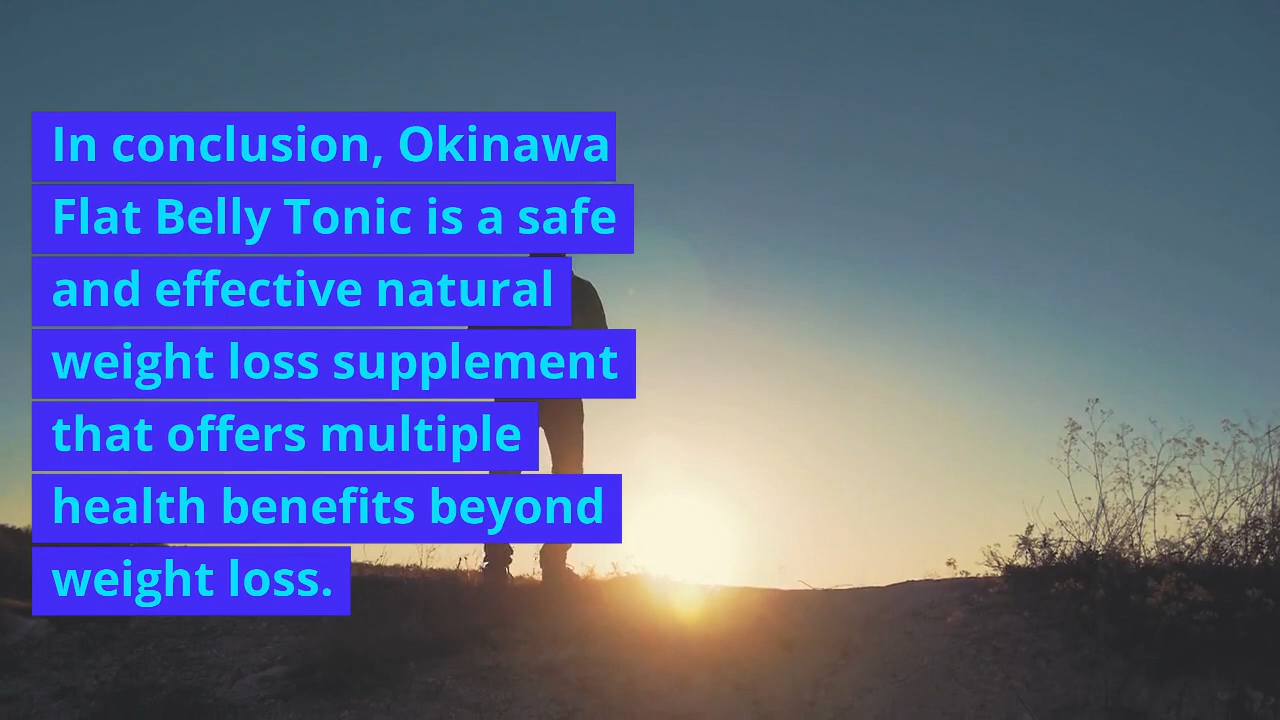 In conclusion, Okinawa
Flat Belly Tonic is a safe
and effective natural
weight loss supplement
that offers multiple
health benefits beyond
weight loss.